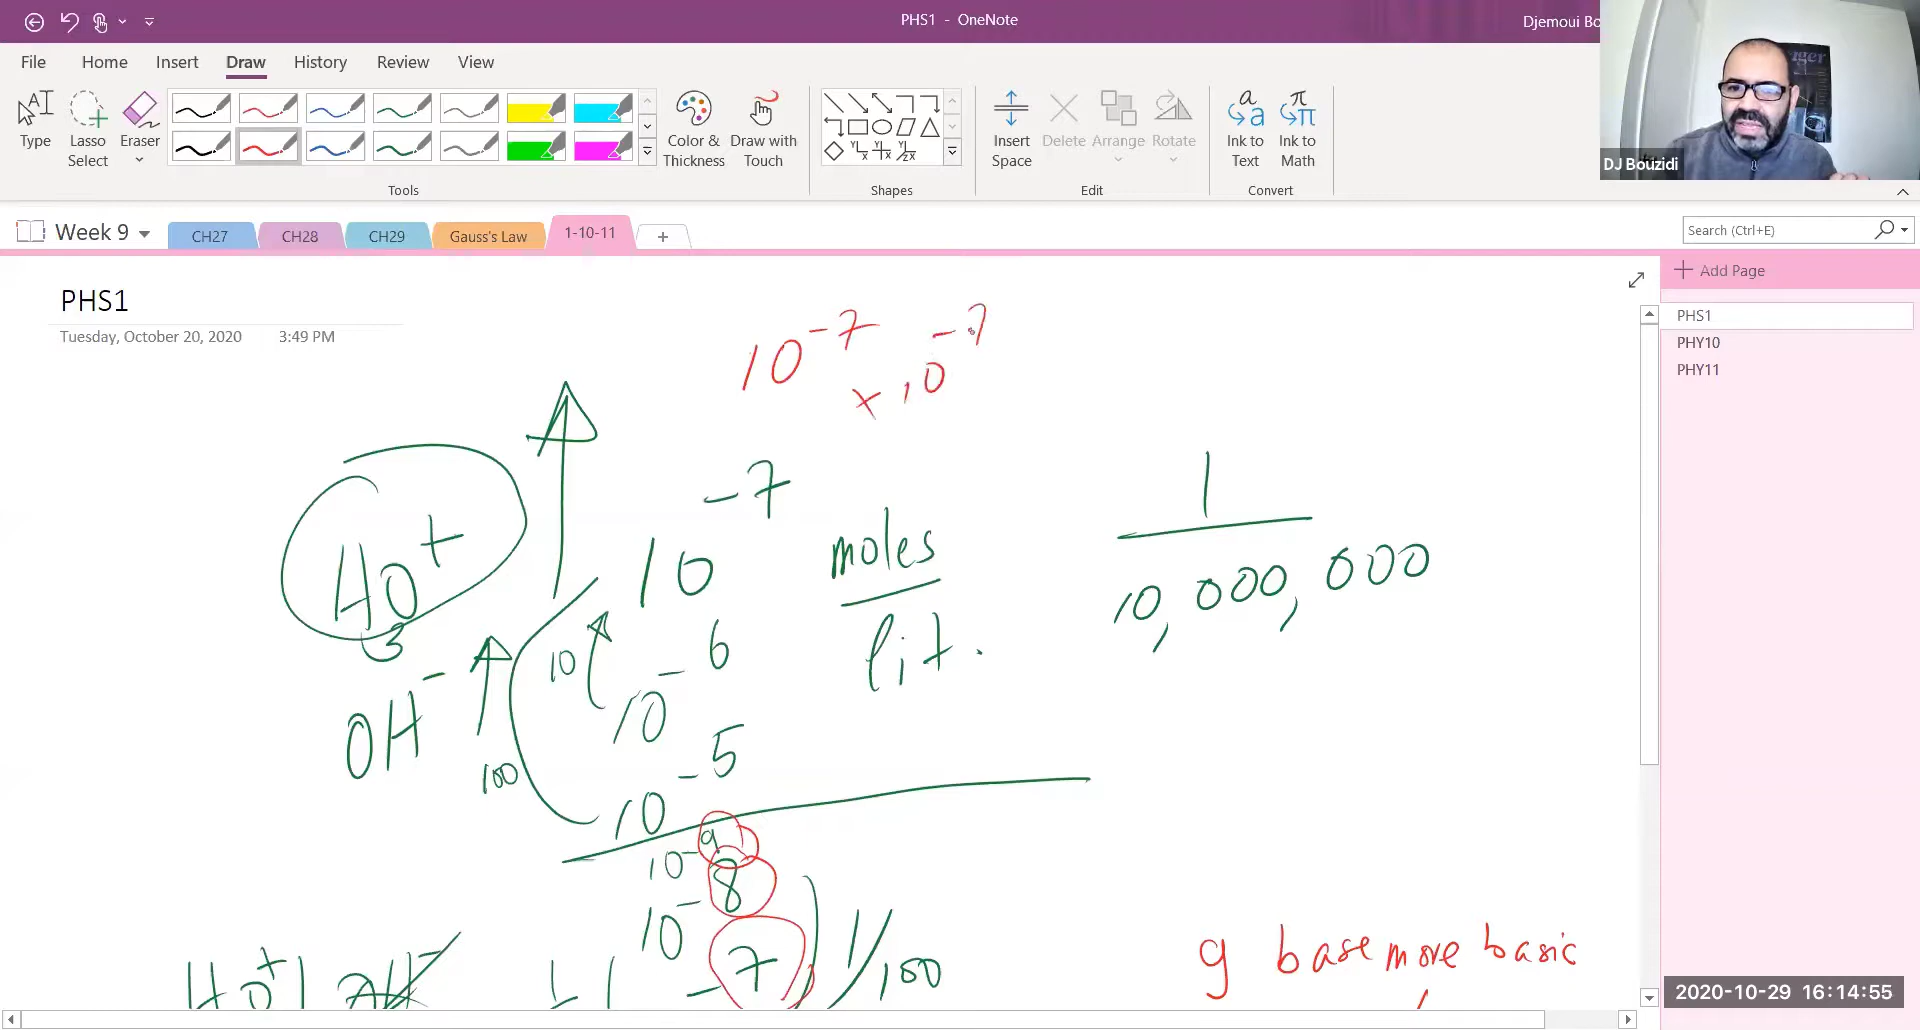 PHS1 - OneNote
Djemoui Bo
File Home Insert Draw History Review View
Type
Lasso Select
Eraser
Color & Thickness
Draw with Touch
Insert Space
Delete
Arrange
Rotate
Ink to Text
Ink to Math
Tools
Shapes
Edit
Convert
DJ Bouzidi
Week 9
CH27
CH28
CH29
Gauss's Law
1-10-11
Search (Ctrl+E)
Add Page
PHS1
PHY10
PHY11
PHS1
Tuesday, October 20, 2020 3:49 PM
10⁻⁷ x 10⁻⁷
H₃O⁺
10⁻⁷ moles
lit.
1
10,000,000
10
10⁻⁶
OH⁻
100
10⁻⁵
10⁻⁹
10⁻⁸
-7
1/100
9 base more basic
2020-10-29 16:14:55